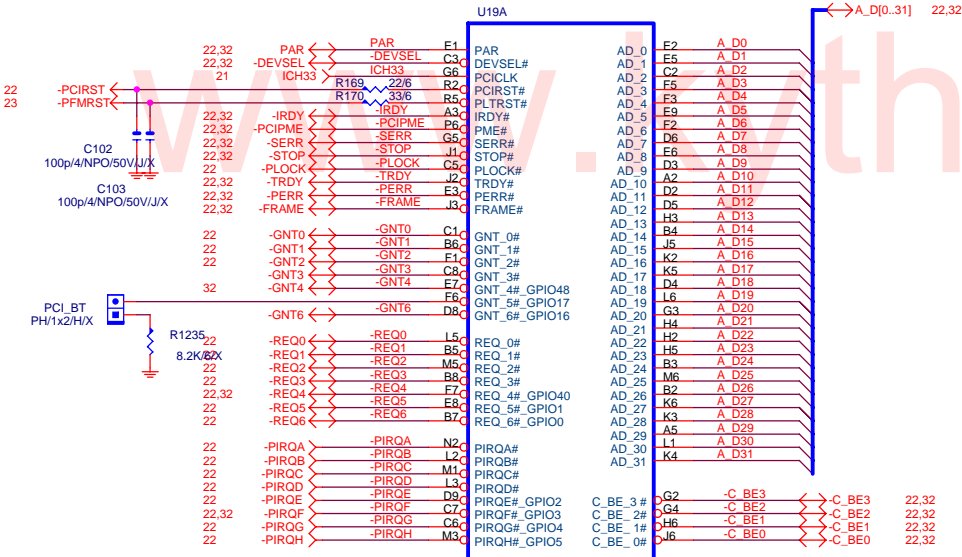 U19A
A_D[0..31] 22,32
22,32 PAR PAR E1 PAR AD_0 E2 A_D0
22,32 -DEVSEL -DEVSEL C3 DEVSEL# AD_1 E5 A_D1
21 ICH33 ICH33 G6 PCICLK AD_2 C2 A_D2
22 -PCIRST R169 22/6 R2 PCIRST# AD_3 F5 A_D3
23 -PFMRST R170 33/6 R5 PLTRST# AD_4 F3 A_D4
22,32 -IRDY -IRDY A3 IRDY# AD_5 E9 A_D5
22,32 -PCIPME -PCIPME P6 PME# AD_6 F2 A_D6
22,32 -SERR -SERR G5 SERR# AD_7 D6 A_D7
22,32 -STOP -STOP J1 STOP# AD_8 E6 A_D8
22 -PLOCK -PLOCK C5 PLOCK# AD_9 D3 A_D9
22,32 -TRDY -TRDY J2 TRDY# AD_10 A2 A_D10
22,32 -PERR -PERR E3 PERR# AD_11 D2 A_D11
22,32 -FRAME -FRAME J3 FRAME# AD_12 D5 A_D12
C102
100p/4/NPO/50V/J/X
C103
100p/4/NPO/50V/J/X
AD_13 H3 A_D13
22 -GNT0 -GNT0 C1 GNT_0# AD_14 B4 A_D14
22 -GNT1 -GNT1 B6 GNT_1# AD_15 J5 A_D15
22 -GNT2 -GNT2 F1 GNT_2# AD_16 K2 A_D16
-GNT3 -GNT3 C8 GNT_3# AD_17 K5 A_D17
32 -GNT4 -GNT4 E7 GNT_4#_GPIO48 AD_18 D4 A_D18
F6 GNT_5#_GPIO17 AD_19 L6 A_D19
-GNT6 -GNT6 D8 GNT_6#_GPIO16 AD_20 G3 A_D20
PCI_BT
PH/1x2/H/X
R1235
8.2K/6/X
AD_21 H4 A_D21
22 -REQ0 -REQ0 L5 REQ_0# AD_22 H2 A_D22
22 -REQ1 -REQ1 B5 REQ_1# AD_23 H5 A_D23
22 -REQ2 -REQ2 M5 REQ_2# AD_24 B3 A_D24
22 -REQ3 -REQ3 B8 REQ_3# AD_25 M6 A_D25
22,32 -REQ4 -REQ4 F7 REQ_4#_GPIO40 AD_26 B2 A_D26
22 -REQ5 -REQ5 E8 REQ_5#_GPIO1 AD_27 K6 A_D27
22 -REQ6 -REQ6 B7 REQ_6#_GPIO0 AD_28 K3 A_D28
AD_29 A5 A_D29
22 -PIRQA -PIRQA N2 PIRQA# AD_30 L1 A_D30
22 -PIRQB -PIRQB L2 PIRQB# AD_31 K4 A_D31
22 -PIRQC -PIRQC M1 PIRQC#
22 -PIRQD -PIRQD L3 PIRQD#
22 -PIRQE -PIRQE D9 PIRQE#_GPIO2 C_BE_3 # G2 -C_BE3 -C_BE3 22,32
22,32 -PIRQF -PIRQF C7 PIRQF#_GPIO3 C_BE_2# G4 -C_BE2 -C_BE2 22,32
22 -PIRQG -PIRQG C6 PIRQG#_GPIO4 C_BE_1# H6 -C_BE1 -C_BE1 22,32
22 -PIRQH -PIRQH M3 PIRQH#_GPIO5 C_BE_0# J6 -C_BE0 -C_BE0 22,32
www.kyth